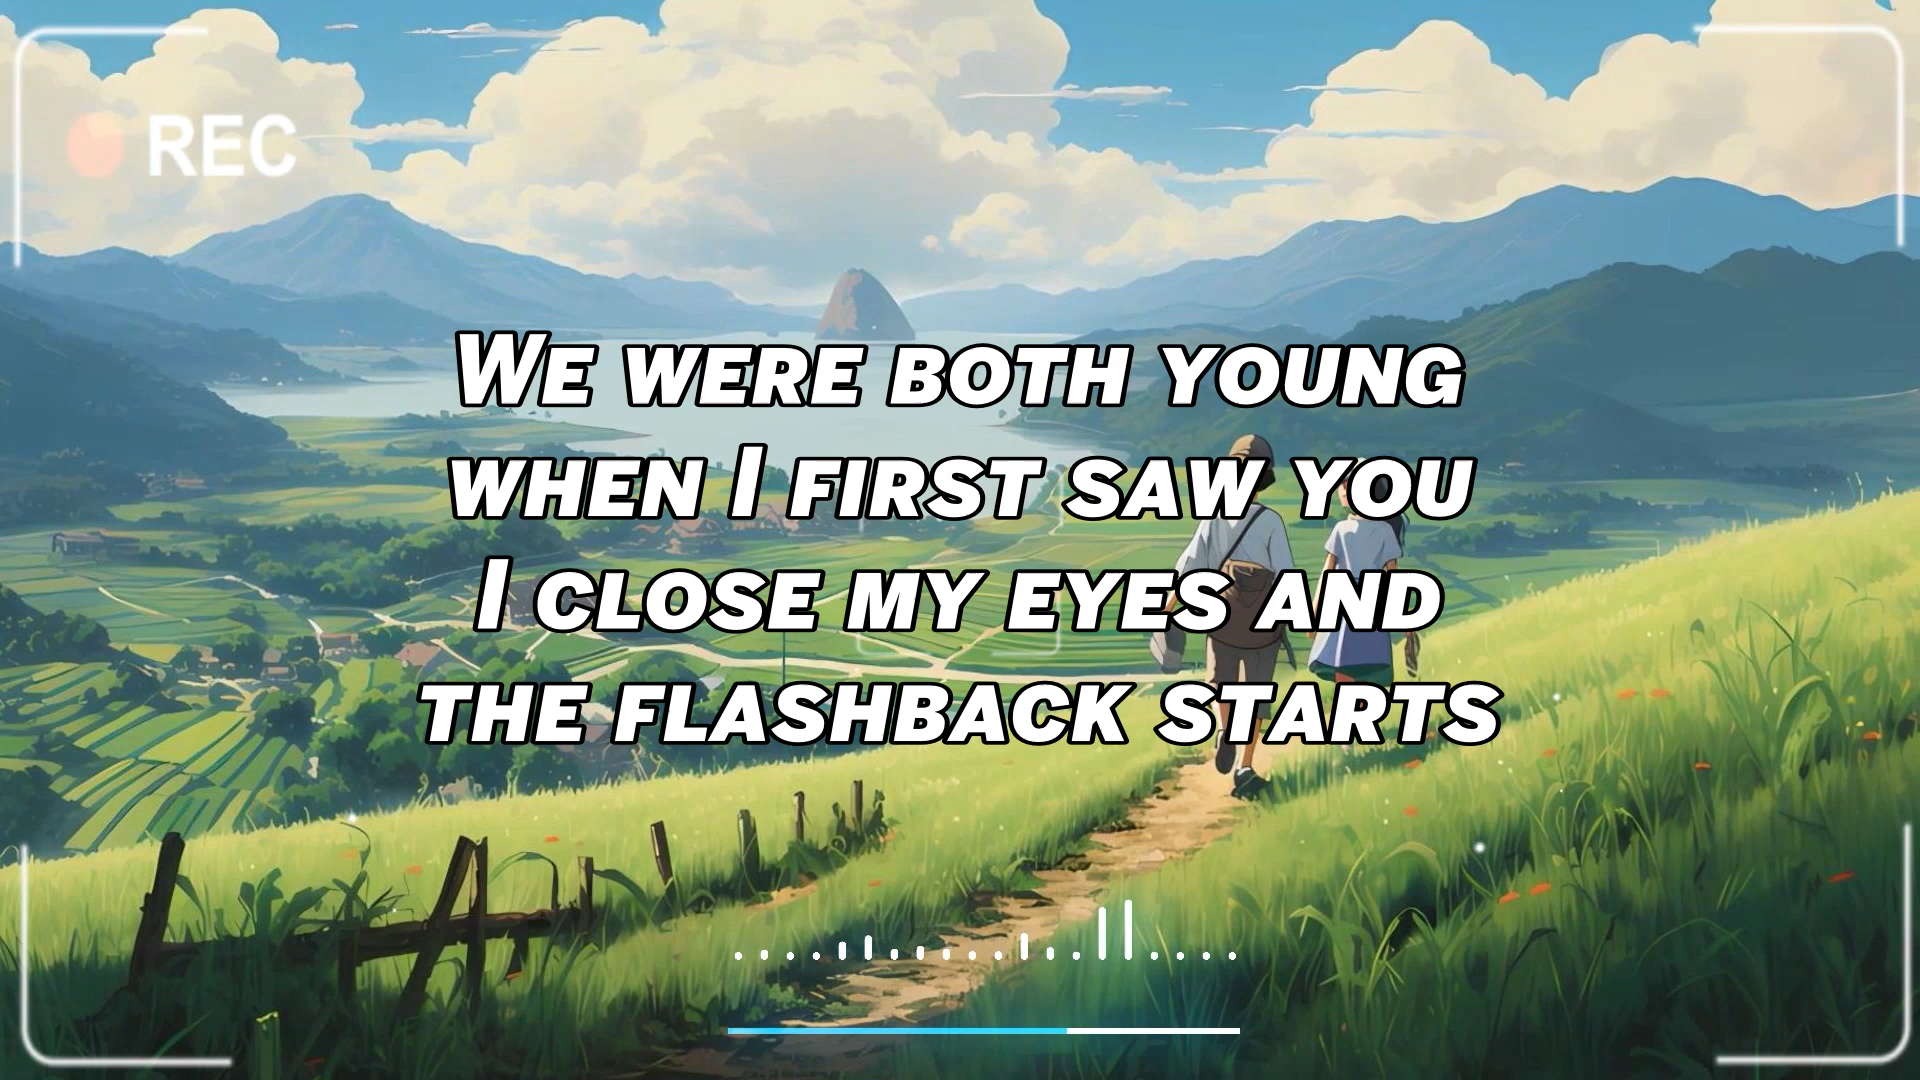 REC
We were both young
when I first saw you
I close my eyes and
the flashback starts